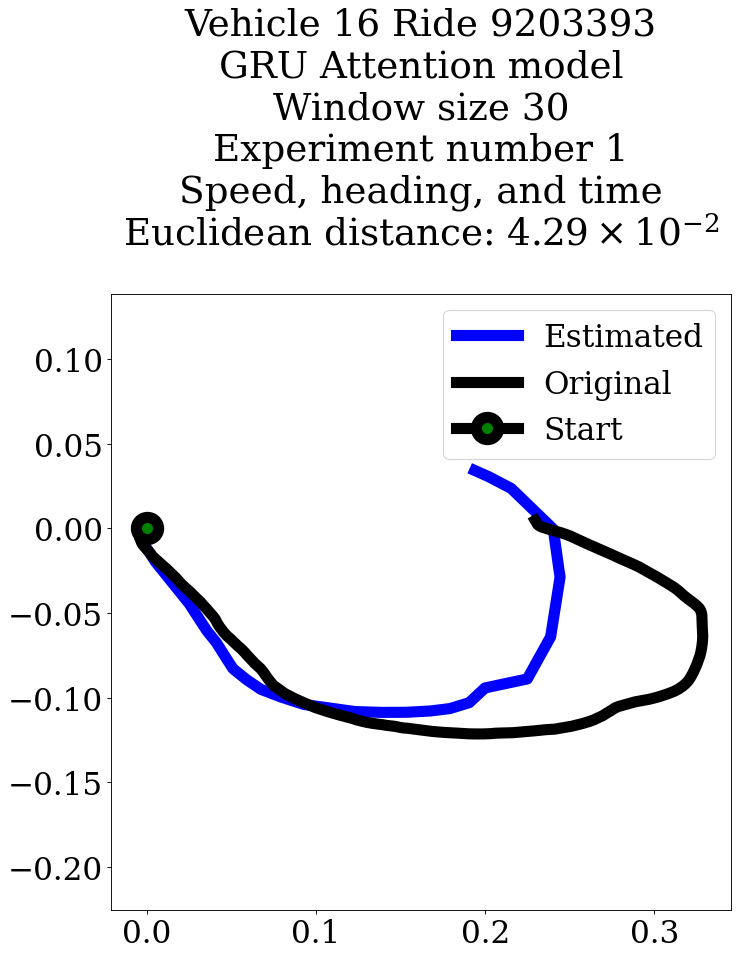 Vehicle 16 Ride 9203393
GRU Attention model
Window size 30
Experiment number 1
Speed, heading, and time
Euclidean distance: 4.29 × 10⁻²
Estimated
Original
Start
0.10
0.05
0.00
−0.05
−0.10
−0.15
−0.20
0.0 0.1 0.2 0.3